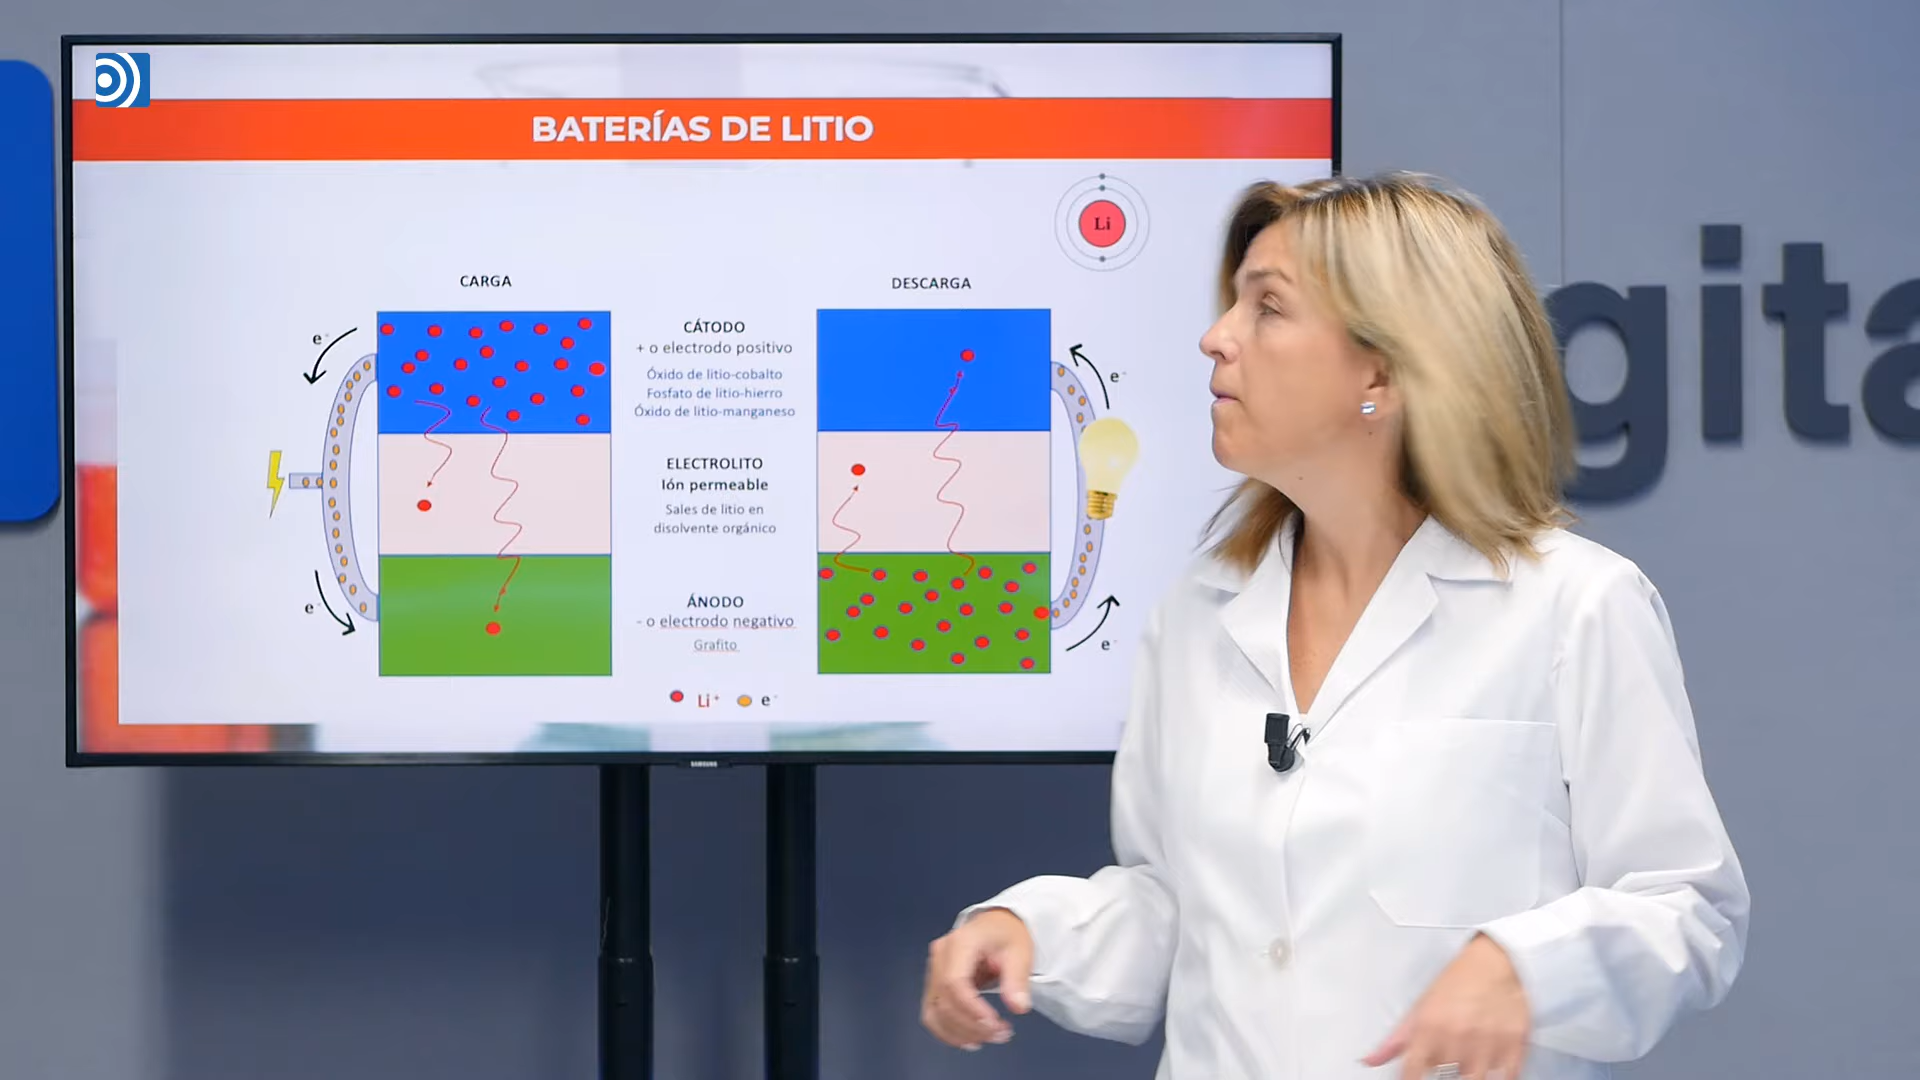 BATERÍAS DE LITIO
Li
CARGA
DESCARGA
e⁻
CÁTODO
+ o electrodo positivo
Óxido de litio-cobalto
Fosfato de litio-hierro
Óxido de litio-manganeso
e⁻
ELECTROLITO
Ión permeable
Sales de litio en
disolvente orgánico
e⁻
ÁNODO
- o electrodo negativo
Grafito
e⁻
Li⁺
e⁻
SAMSUNG
gita